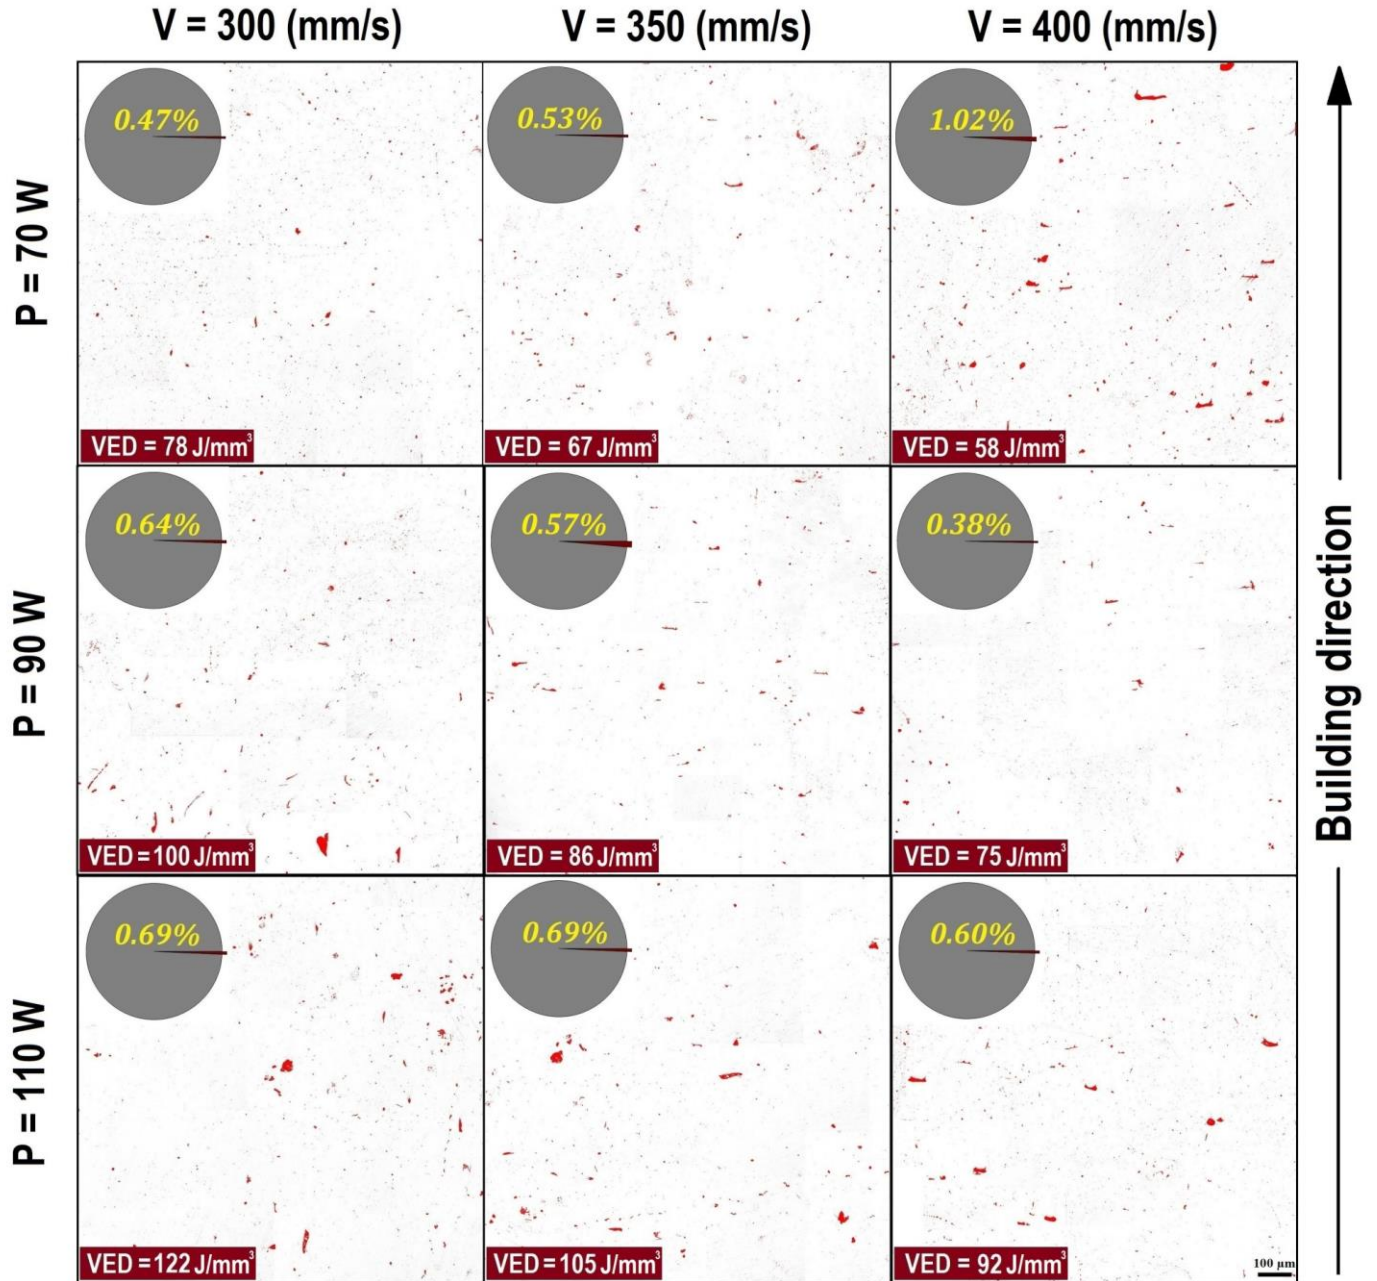 V = 300 (mm/s)
V = 350 (mm/s)
V = 400 (mm/s)
P = 70 W
0.47%
0.53%
1.02%
VED = 78 J/mm³
VED = 67 J/mm³
VED = 58 J/mm³
P = 90 W
0.64%
0.57%
0.38%
VED = 100 J/mm³
VED = 86 J/mm³
VED = 75 J/mm³
P = 110 W
0.69%
0.69%
0.60%
VED = 122 J/mm³
VED = 105 J/mm³
VED = 92 J/mm³
100 µm
Building direction